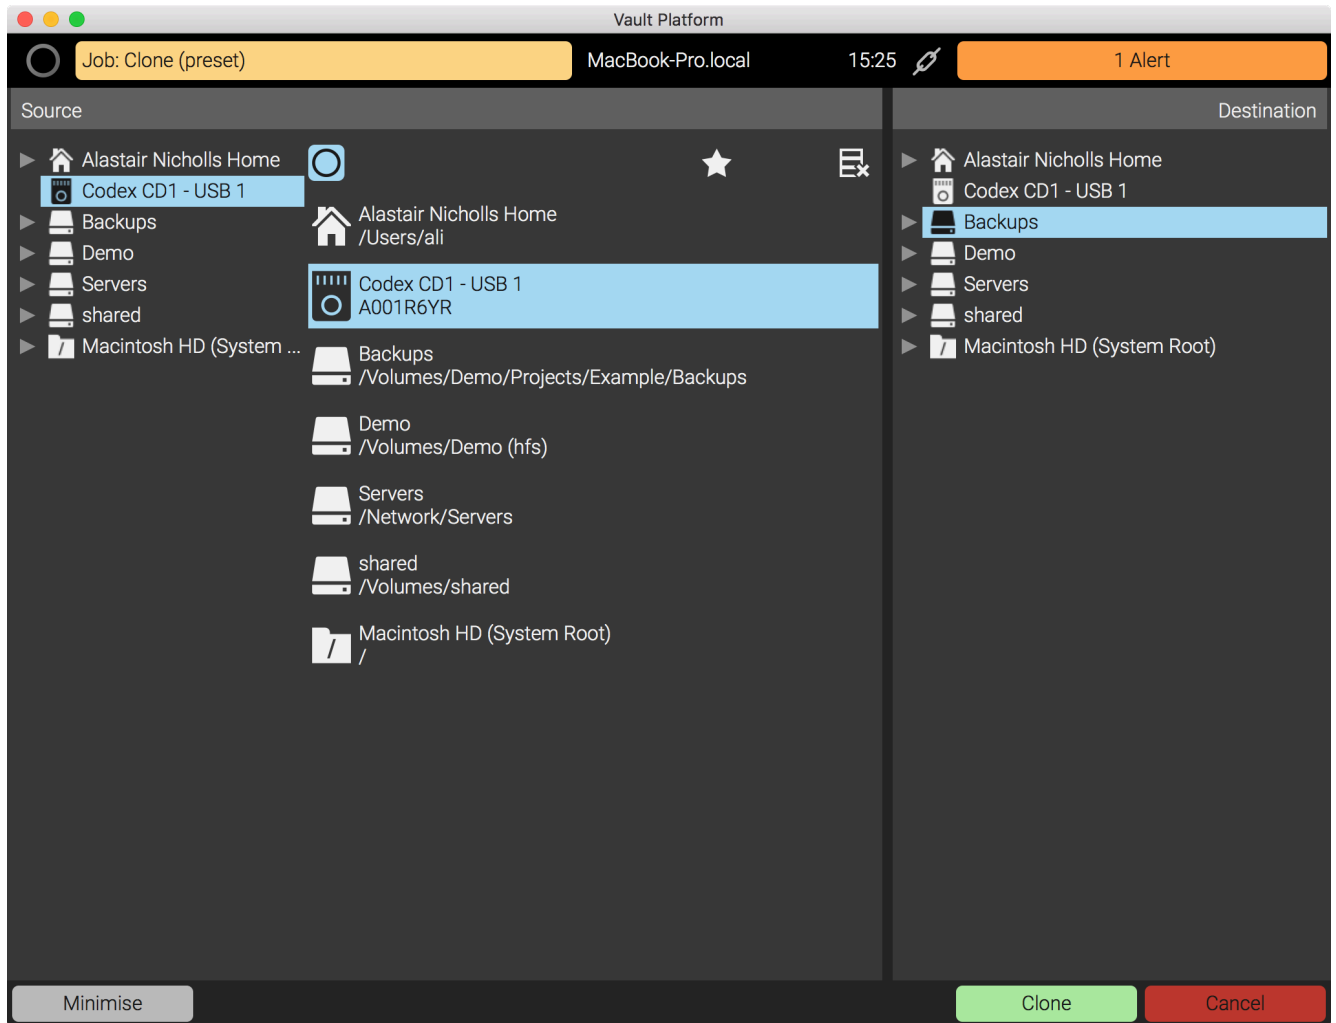 Vault Platform
Job: Clone (preset)
MacBook-Pro.local
15:25
1 Alert
Source
Alastair Nicholls Home
Codex CD1 - USB 1
Backups
Demo
Servers
shared
Macintosh HD (System ...
Alastair Nicholls Home
/Users/ali
Codex CD1 - USB 1
A001R6YR
Backups
/Volumes/Demo/Projects/Example/Backups
Demo
/Volumes/Demo (hfs)
Servers
/Network/Servers
shared
/Volumes/shared
Macintosh HD (System Root)
/
Destination
Alastair Nicholls Home
Codex CD1 - USB 1
Backups
Demo
Servers
shared
Macintosh HD (System Root)
Minimise
Clone
Cancel